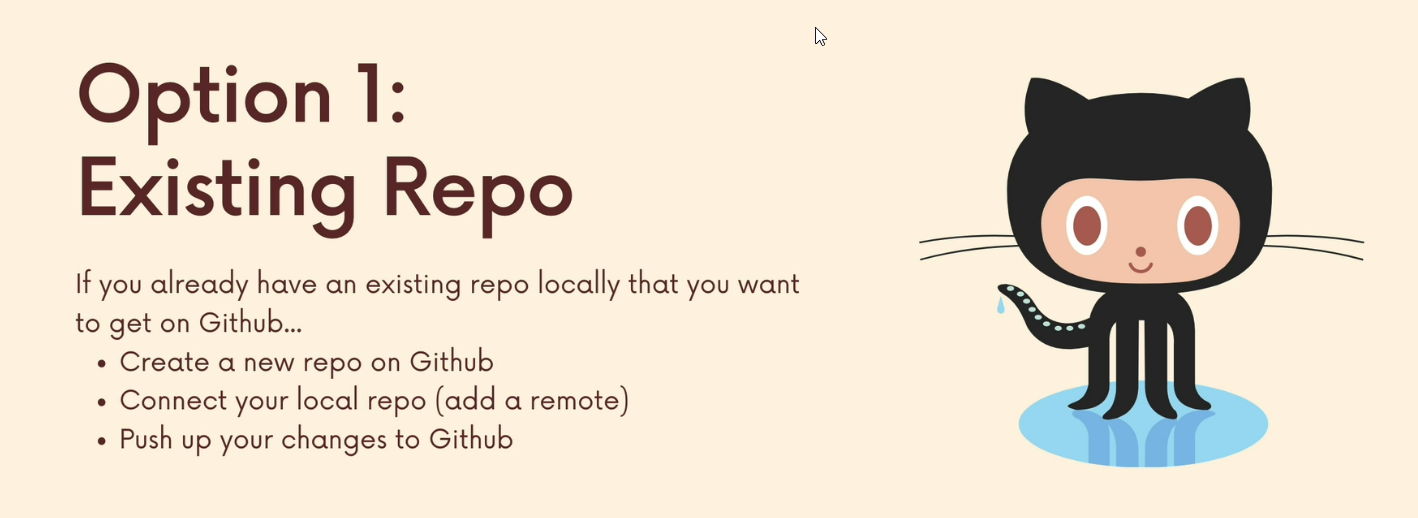 Option 1:
Existing Repo
If you already have an existing repo locally that you want
to get on Github...
• Create a new repo on Github
• Connect your local repo (add a remote)
• Push up your changes to Github